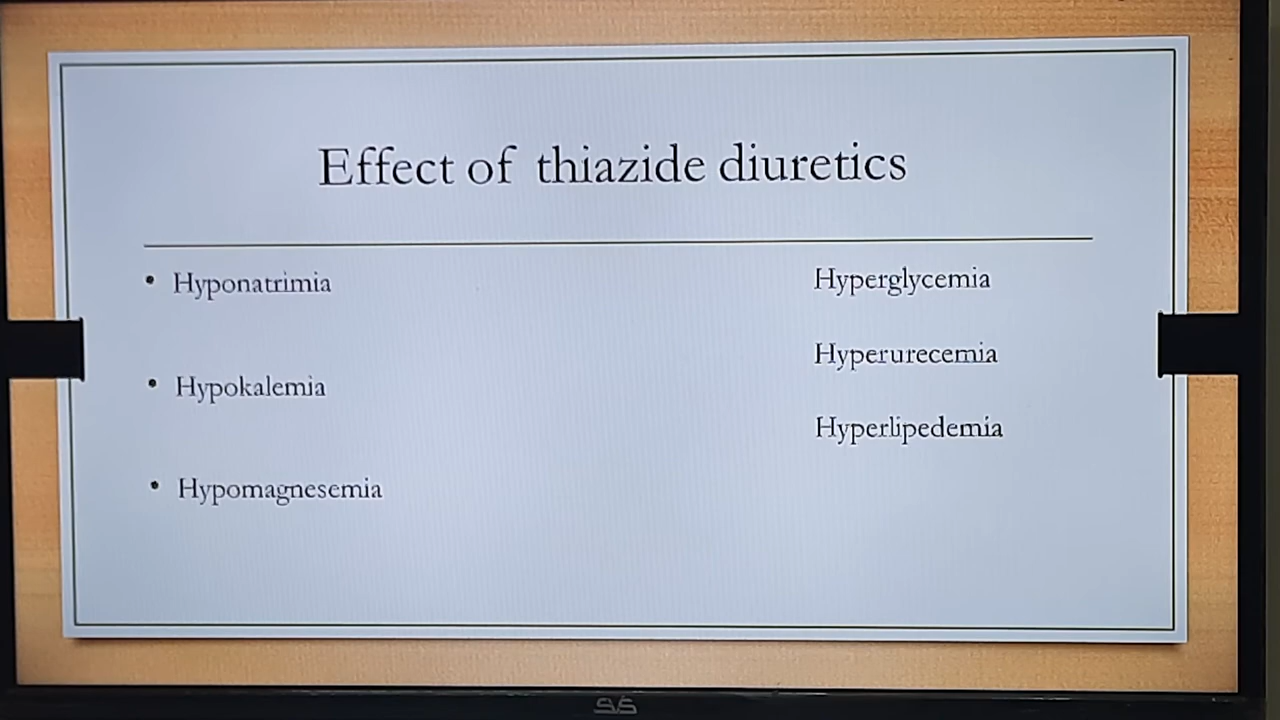 Effect of thiazide diuretics
• Hyponatrimia
• Hypokalemia
• Hypomagnesemia
Hyperglycemia
Hyperurecemia
Hyperlipedemia